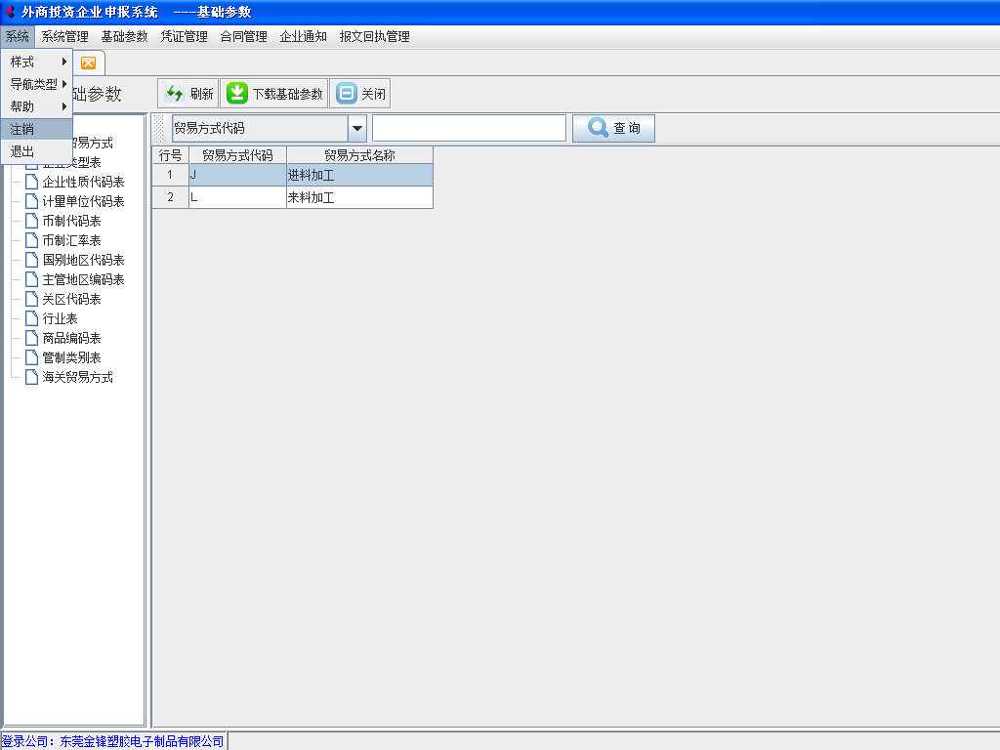 外商投资企业申报系统 ---基础参数
系统 系统管理 基础参数 凭证管理 合同管理 企业通知 报文回执管理
样式
导航类型
帮助
注销
退出
础参数
刷新 下载基础参数 关闭
贸易方式代码 查询
行号 贸易方式代码 贸易方式名称
1 J 进料加工
2 L 来料加工
贸易方式
企业类型表
企业性质代码表
计量单位代码表
币制代码表
币制汇率表
国别地区代码表
主管地区编码表
关区代码表
行业表
商品编码表
管制类别表
海关贸易方式
登录公司：东莞金锋塑胶电子制品有限公司